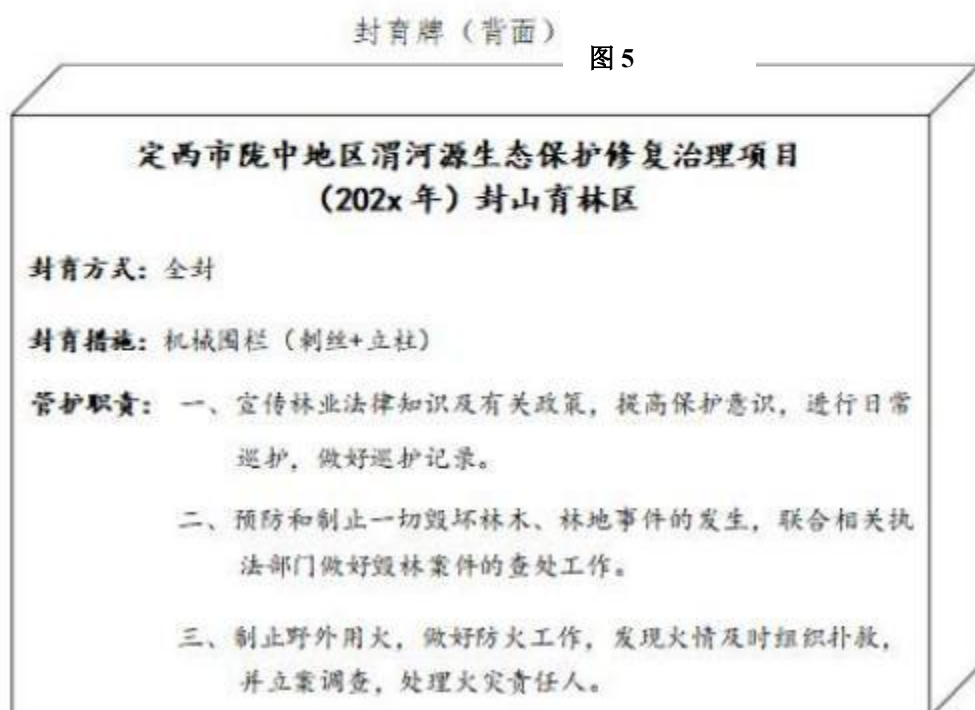 封育牌（背面）
图 5
定西市陇中地区渭河源生态保护修复治理项目
（202x 年）封山育林区
封育方式：全封
封育措施：机械围栏（刺丝+立柱）
管护职责：一、宣传林业法律知识及有关政策，提高保护意识，进行日常
巡护，做好巡护记录。
二、预防和制止一切毁坏林木、林地事件的发生，联合相关执
法部门做好毁林案件的查处工作。
三、制止野外用火，做好防火工作，发现火情及时组织扑救，
并立案调查，处理火灾责任人。